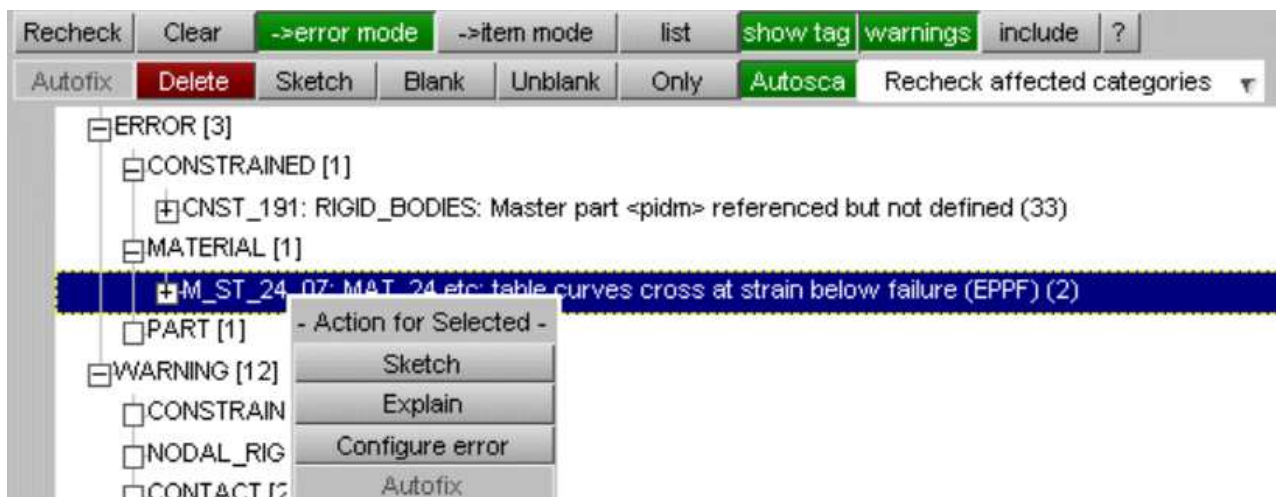 Recheck Clear ->error mode ->item mode list show tag warnings include ?
Autofix Delete Sketch Blank Unblank Only Autosca Recheck affected categories
ERROR [3]
CONSTRAINED [1]
CNST_191: RIGID_BODIES: Master part <pidm> referenced but not defined (33)
MATERIAL [1]
M_ST_24_07: MAT_24 etc: table curves cross at strain below failure (EPPF) (2)
- Action for Selected -
PART [1]
Sketch
WARNING [12]
Explain
CONSTRAIN
Configure error
NODAL_RIG
Autofix
CONTACT [2